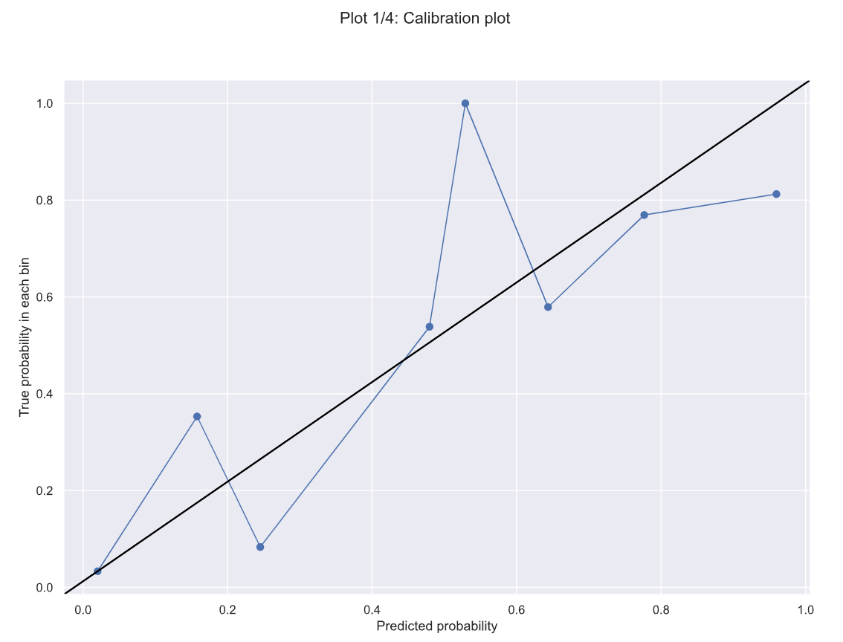 Plot 1/4: Calibration plot
1.0
0.8
0.6
0.4
0.2
0.0
True probability in each bin
0.0 0.2 0.4 0.6 0.8 1.0
Predicted probability